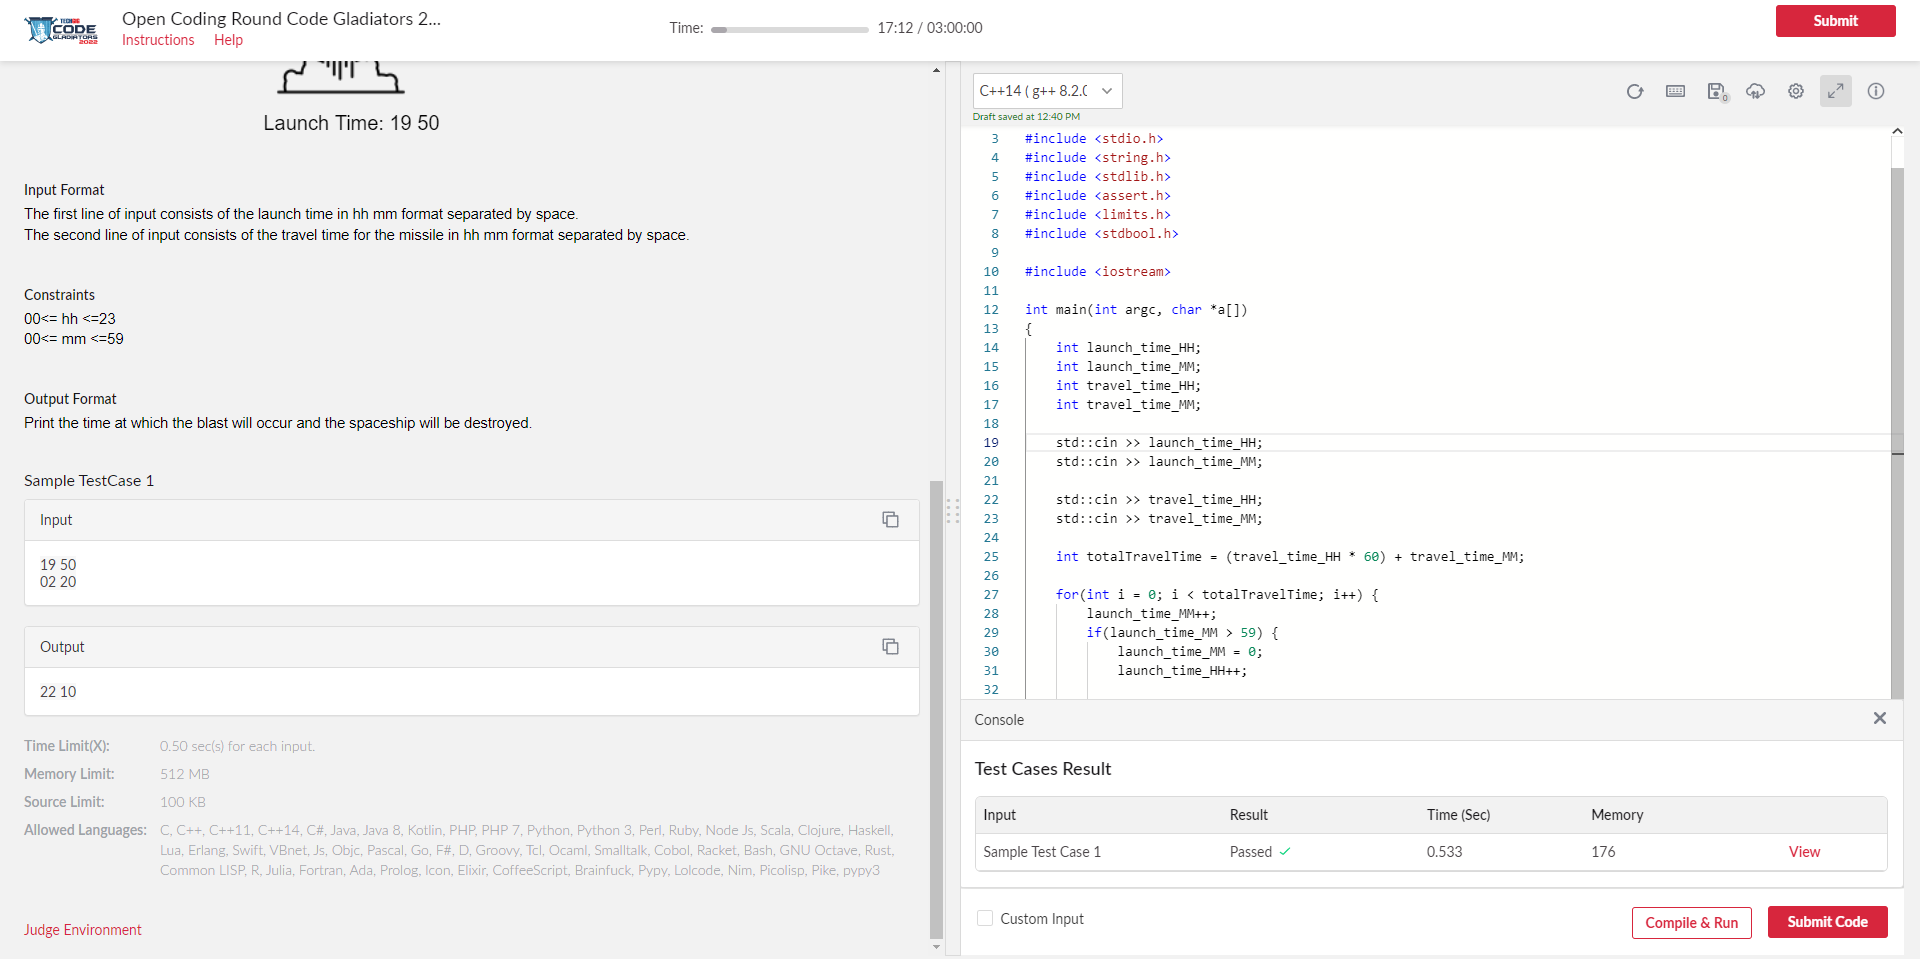 TECHGIG
CODE
GLADIATORS
2022
Open Coding Round Code Gladiators 2...
Instructions Help
Time: 17:12 / 03:00:00
Submit
Launch Time: 19 50
Input Format
The first line of input consists of the launch time in hh mm format separated by space.
The second line of input consists of the travel time for the missile in hh mm format separated by space.
Constraints
00<= hh <=23
00<= mm <=59
Output Format
Print the time at which the blast will occur and the spaceship will be destroyed.
Sample TestCase 1
Input
19 50
02 20
Output
22 10
Time Limit(X): 0.50 sec(s) for each input.
Memory Limit: 512 MB
Source Limit: 100 KB
Allowed Languages: C, C++, C++11, C++14, C#, Java, Java 8, Kotlin, PHP, PHP 7, Python, Python 3, Perl, Ruby, Node Js, Scala, Clojure, Haskell,
Lua, Erlang, Swift, VBnet, Js, Objc, Pascal, Go, F#, D, Groovy, Tcl, Ocaml, Smalltalk, Cobol, Racket, Bash, GNU Octave, Rust,
Common LISP, R, Julia, Fortran, Ada, Prolog, Icon, Elixir, CoffeeScript, Brainfuck, Pypy, Lolcode, Nim, Picolisp, Pike, pypy3
Judge Environment
C++14 ( g++ 8.2.0
0
Draft saved at 12:40 PM
3 #include <stdio.h>
4 #include <string.h>
5 #include <stdlib.h>
6 #include <assert.h>
7 #include <limits.h>
8 #include <stdbool.h>
9
10 #include <iostream>
11
12 int main(int argc, char *a[])
13 {
14 int launch_time_HH;
15 int launch_time_MM;
16 int travel_time_HH;
17 int travel_time_MM;
18
19 std::cin >> launch_time_HH;
20 std::cin >> launch_time_MM;
21
22 std::cin >> travel_time_HH;
23 std::cin >> travel_time_MM;
24
25 int totalTravelTime = (travel_time_HH * 60) + travel_time_MM;
26
27 for(int i = 0; i < totalTravelTime; i++) {
28 launch_time_MM++;
29 if(launch_time_MM > 59) {
30 launch_time_MM = 0;
31 launch_time_HH++;
32
Console
Test Cases Result
Input Result Time (Sec) Memory
Sample Test Case 1 Passed 0.533 176 View
Custom Input
Compile & Run
Submit Code